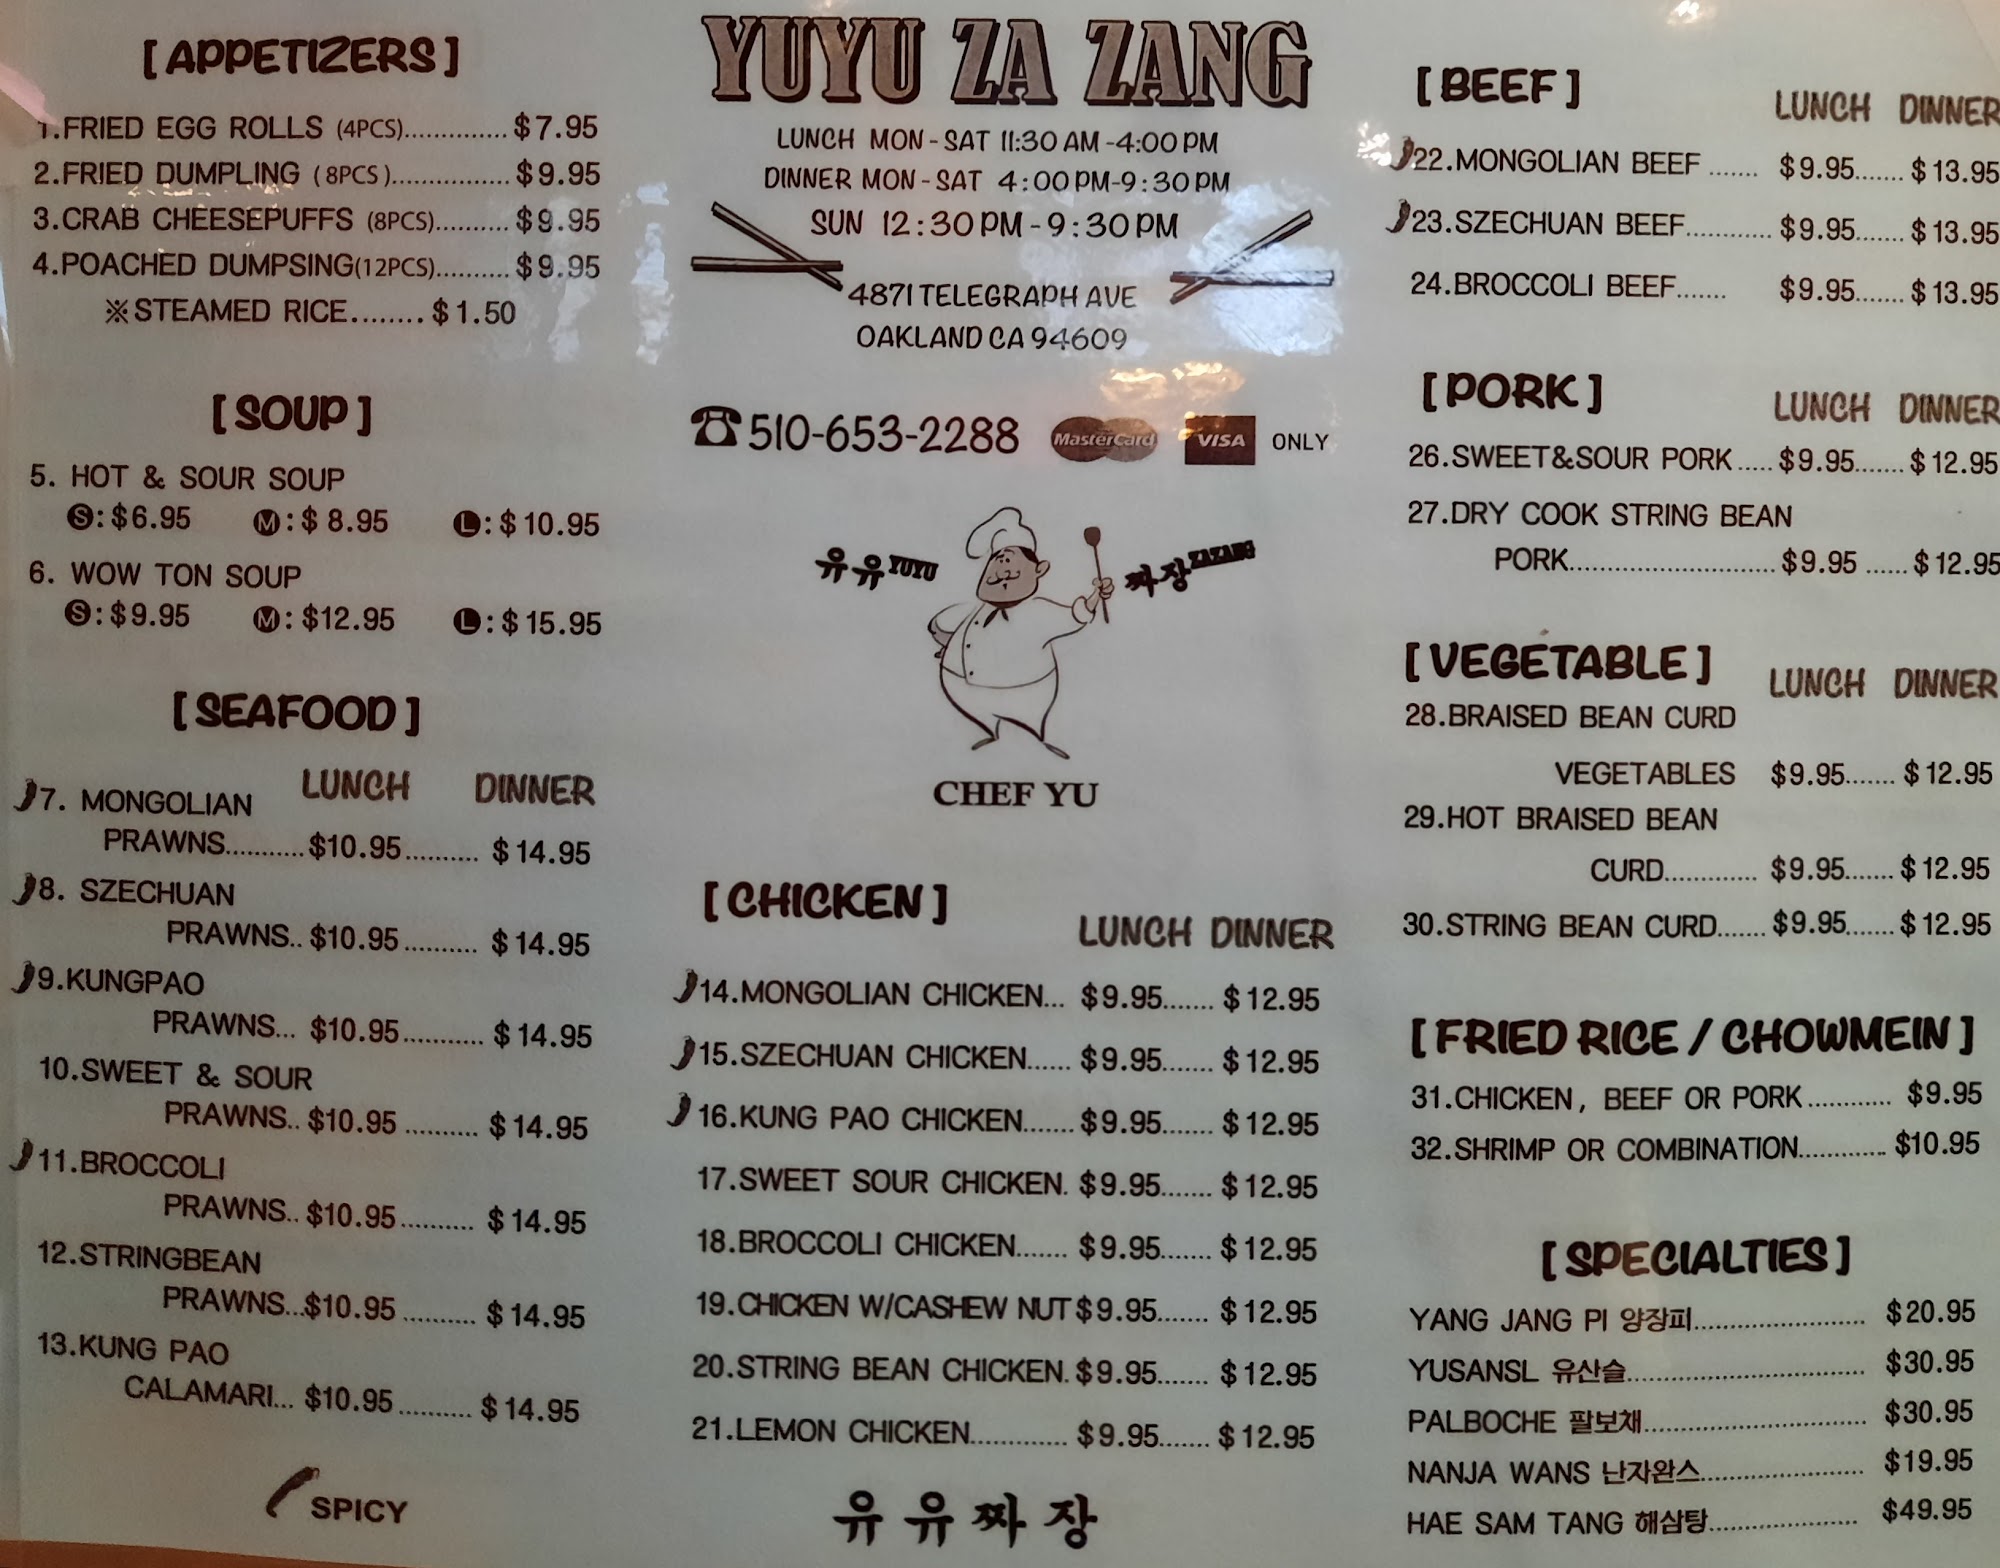 [APPETIZERS]
1.FRIED EGG ROLLS (4PCS)..............$7.95
2.FRIED DUMPLING (8PCS)................$9.95
3.CRAB CHEESEPUFFS (8PCS)..........$9.95
4.POACHED DUMPSING(12PCS)..........$9.95
※STEAMED RICE........$1.50
[SOUP]
5. HOT & SOUR SOUP
S:$6.95 M:$8.95 L:$10.95
6. WOW TON SOUP
S:$9.95 M:$12.95 L:$15.95
[SEAFOOD]
LUNCH DINNER
7. MONGOLIAN
PRAWNS...........$10.95..........$14.95
8. SZECHUAN
PRAWNS..$10.95..........$14.95
9.KUNGPAO
PRAWNS...$10.95...........$14.95
10.SWEET & SOUR
PRAWNS..$10.95..........$14.95
11.BROCCOLI
PRAWNS..$10.95..........$14.95
12.STRINGBEAN
PRAWNS...$10.95..........$14.95
13.KUNG PAO
CALAMARI...$10.95..........$14.95
SPICY
YUYU ZA ZANG
LUNCH MON-SAT 11:30 AM-4:00 PM
DINNER MON-SAT 4:00PM-9:30PM
SUN 12:30PM-9:30PM
4871 TELEGRAPH AVE
OAKLAND CA 94609
☎510-653-2288 MasterCard VISA ONLY
유유YUYU 짜장ZAZANG
CHEF YU
[CHICKEN]
LUNCH DINNER
14.MONGOLIAN CHICKEN...$9.95.......$12.95
15.SZECHUAN CHICKEN......$9.95.......$12.95
16.KUNG PAO CHICKEN.......$9.95.......$12.95
17.SWEET SOUR CHICKEN.$9.95.......$12.95
18.BROCCOLI CHICKEN.......$9.95.......$12.95
19.CHICKEN W/CASHEW NUT$9.95.......$12.95
20.STRING BEAN CHICKEN.$9.95.......$12.95
21.LEMON CHICKEN.............$9.95.......$12.95
유유짜장
[BEEF]
LUNCH DINNER
22.MONGOLIAN BEEF.......$9.95.......$13.95
23.SZECHUAN BEEF............$9.95.......$13.95
24.BROCCOLI BEEF.......$9.95.......$13.95
[PORK]
LUNCH DINNER
26.SWEET&SOUR PORK.....$9.95.......$12.95
27.DRY COOK STRING BEAN
PORK.............................$9.95......$12.95
[VEGETABLE]
LUNCH DINNER
28.BRAISED BEAN CURD
VEGETABLES $9.95.......$12.95
29.HOT BRAISED BEAN
CURD.............$9.95.......$12.95
30.STRING BEAN CURD.......$9.95.......$12.95
[FRIED RICE / CHOWMEIN]
31.CHICKEN, BEEF OR PORK............$9.95
32.SHRIMP OR COMBINATION.............$10.95
[SPECIALTIES]
YANG JANG PI 양장피.........................$20.95
YUSANSL 유산슬...................................$30.95
PALBOCHE 팔보채.................................$30.95
NANJA WANS 난자완스........................$19.95
HAE SAM TANG 해삼탕......................$49.95